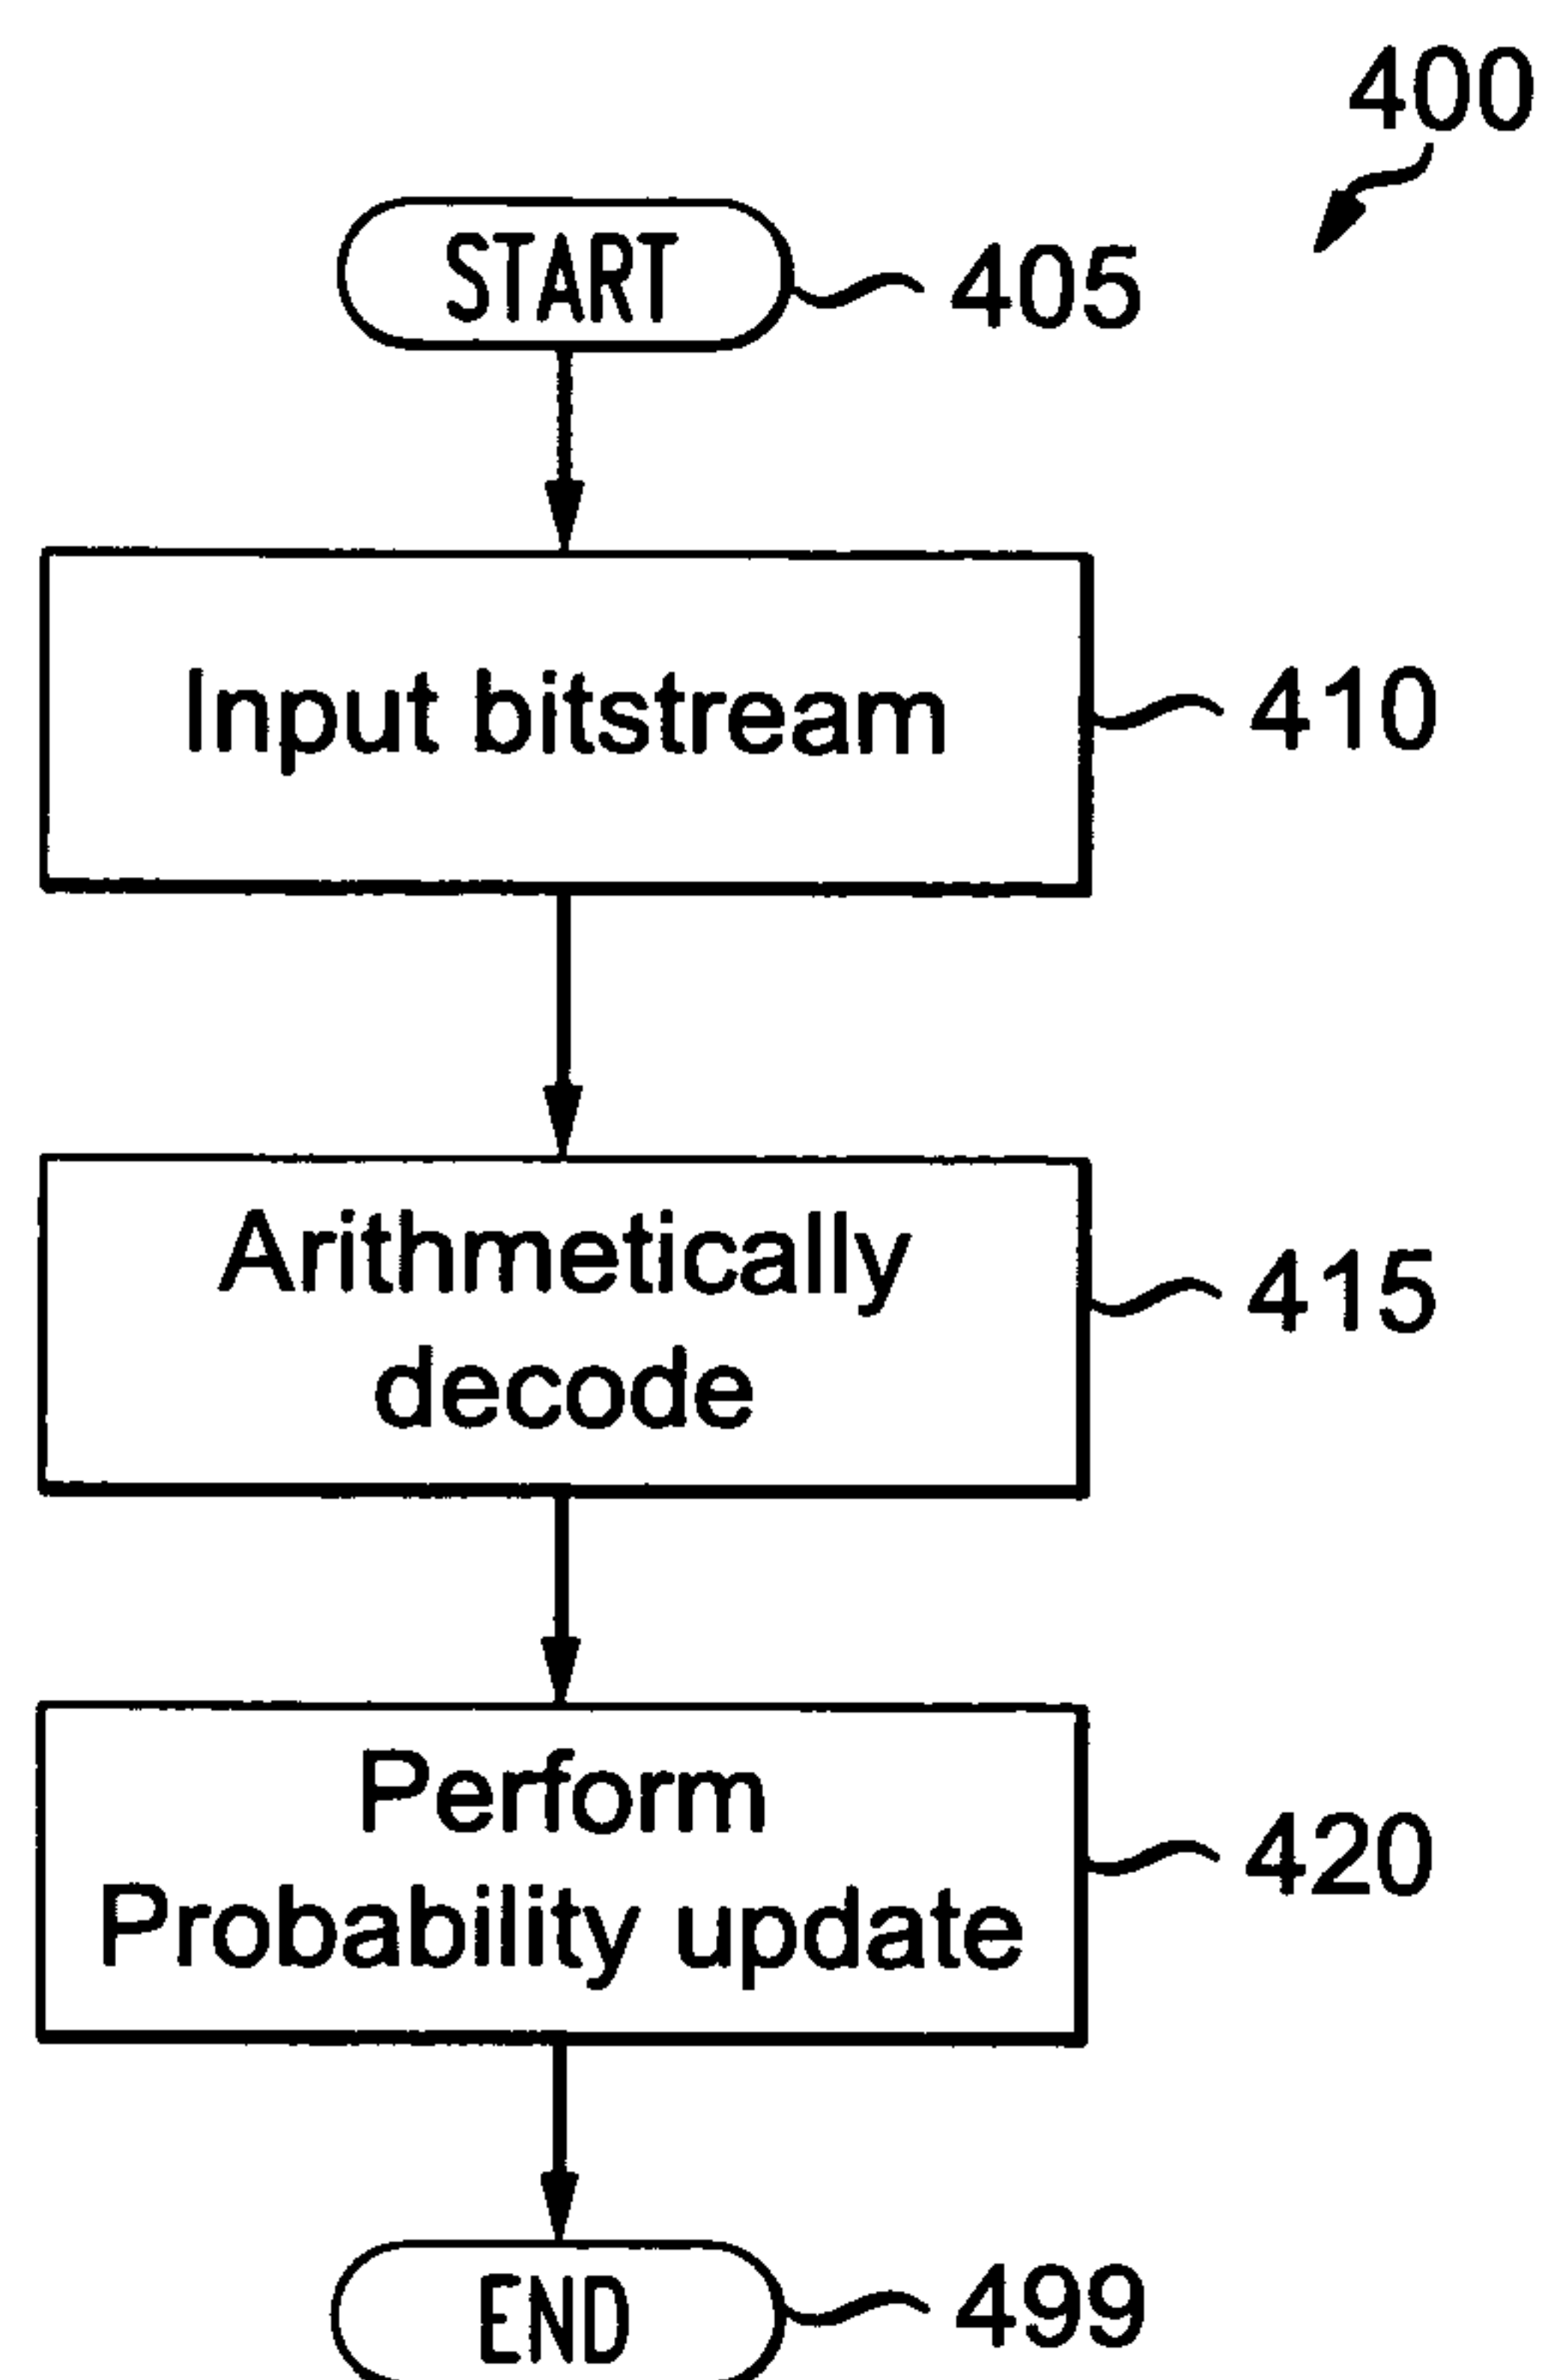 400
START
405
Input bitstream
410
Arithmetically
decode
415
Perform
Probability update
420
END
499